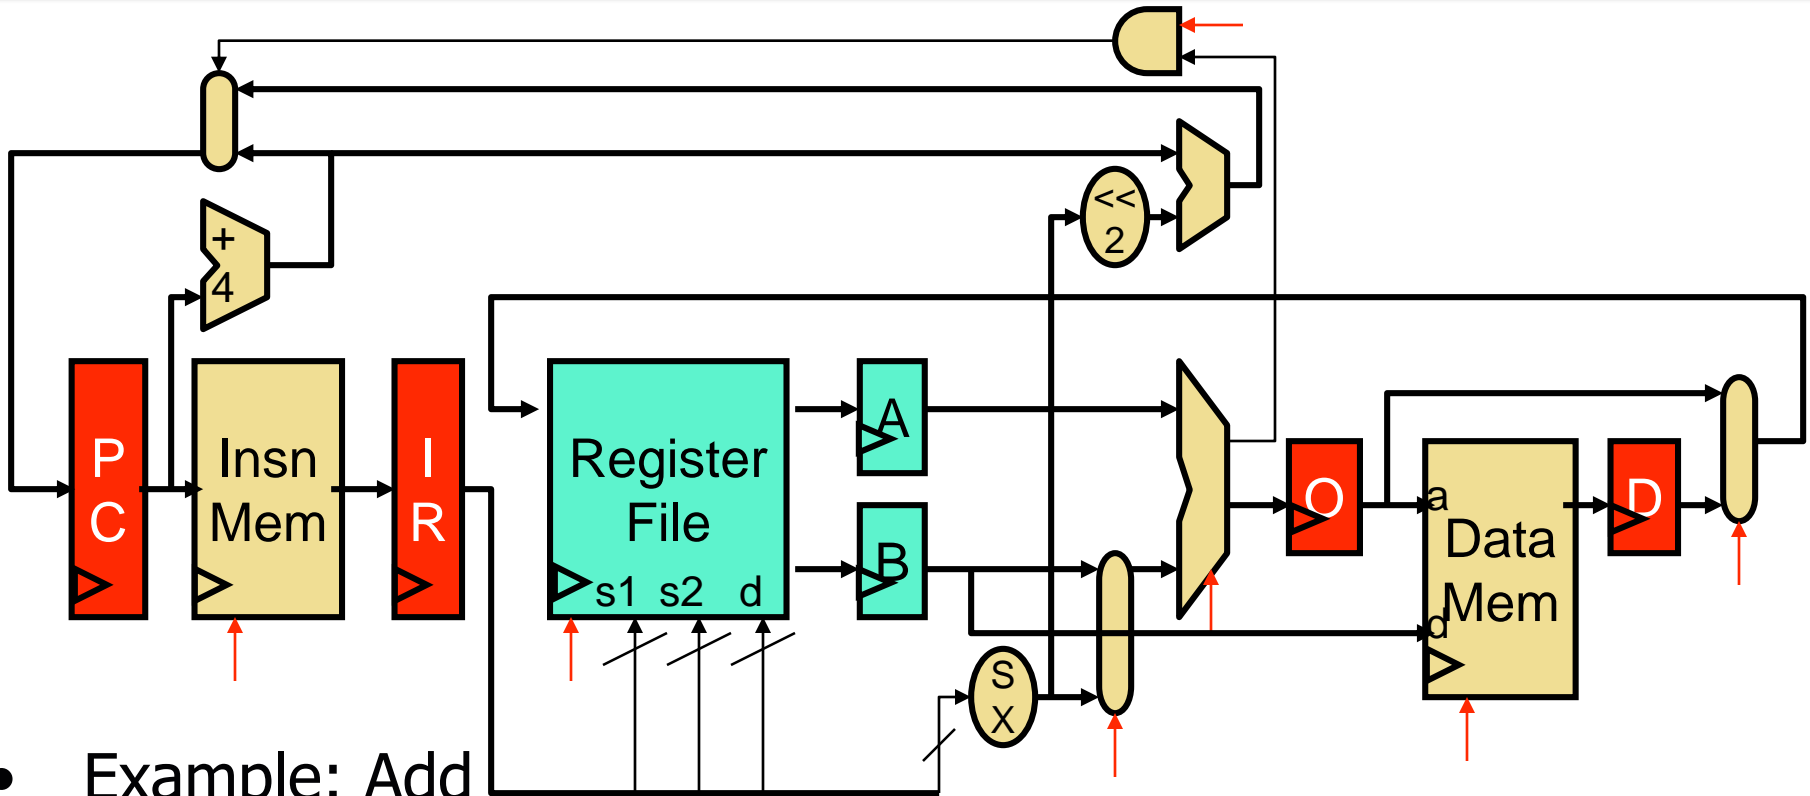 <<
2
+
4
P
C
Insn
Mem
I
R
Register
File
s1 s2 d
A
B
S
X
O
a
Data
Mem
d
D
• Example: Add